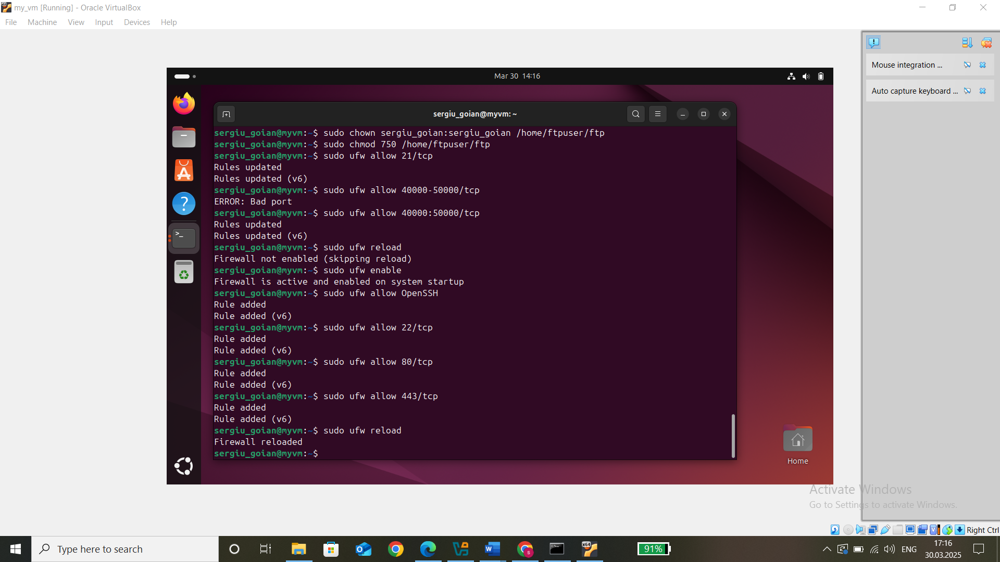 my_vm [Running] - Oracle VirtualBox
File Machine View Input Devices Help
Mouse integration ...
Auto capture keyboard ...
Mar 30 14:16
sergiu_goian@myvm: ~
sergiu_goian@myvm:~$ sudo chown sergiu_goian:sergiu_goian /home/ftpuser/ftp
sergiu_goian@myvm:~$ sudo chmod 750 /home/ftpuser/ftp
sergiu_goian@myvm:~$ sudo ufw allow 21/tcp
Rules updated
Rules updated (v6)
sergiu_goian@myvm:~$ sudo ufw allow 40000-50000/tcp
ERROR: Bad port
sergiu_goian@myvm:~$ sudo ufw allow 40000:50000/tcp
Rules updated
Rules updated (v6)
sergiu_goian@myvm:~$ sudo ufw reload
Firewall not enabled (skipping reload)
sergiu_goian@myvm:~$ sudo ufw enable
Firewall is active and enabled on system startup
sergiu_goian@myvm:~$ sudo ufw allow OpenSSH
Rule added
Rule added (v6)
sergiu_goian@myvm:~$ sudo ufw allow 22/tcp
Rule added
Rule added (v6)
sergiu_goian@myvm:~$ sudo ufw allow 80/tcp
Rule added
Rule added (v6)
sergiu_goian@myvm:~$ sudo ufw allow 443/tcp
Rule added
Rule added (v6)
sergiu_goian@myvm:~$ sudo ufw reload
Firewall reloaded
sergiu_goian@myvm:~$
Home
Activate Windows
Go to Settings to activate Windows.
Right Ctrl
Type here to search
91%
ENG
17:16
30.03.2025